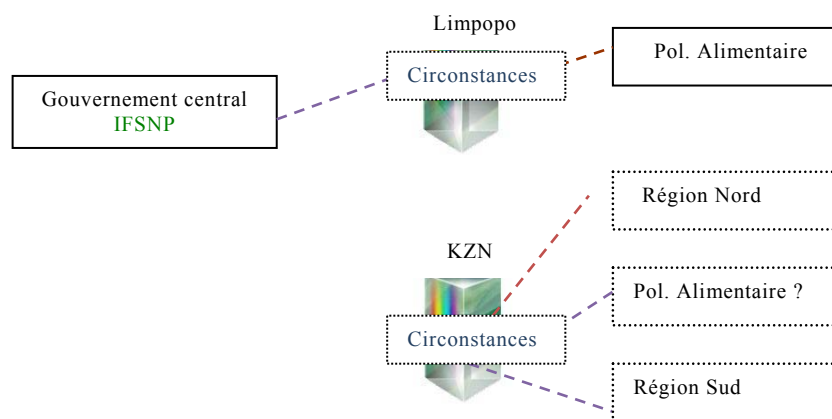 Limpopo
Pol. Alimentaire
Circonstances
Gouvernement central
IFSNP
Région Nord
KZN
Pol. Alimentaire ?
Circonstances
Région Sud